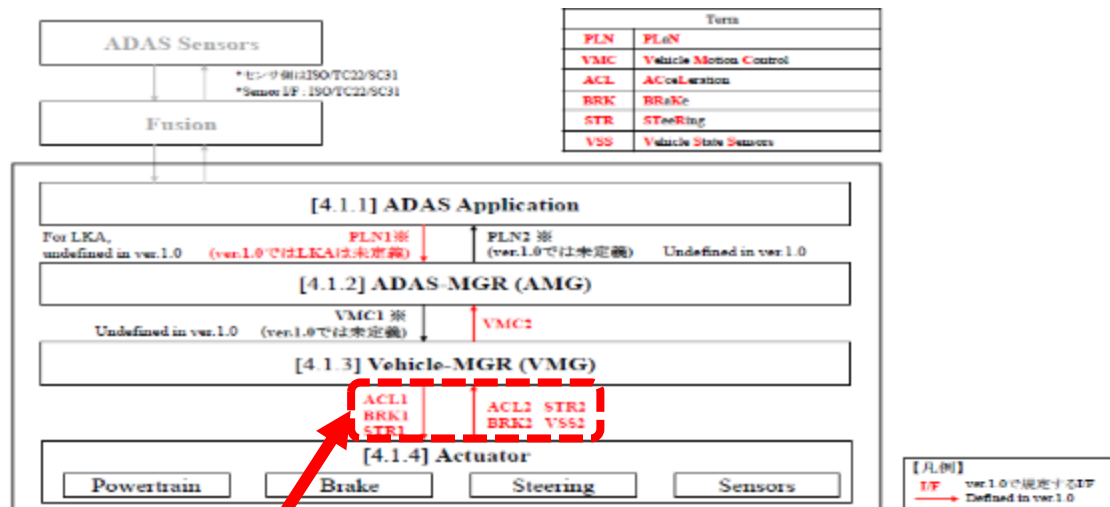 ADAS Sensors
*センサ側はISO/TC22/SC31
*Sensor I/F : ISO/TC22/SC31
Fusion
Term
PLN PLaN
VMC Vehicle Motion Control
ACL ACceLeration
BRK BRaKe
STR STeeRing
VSS Vehicle State Sensors
[4.1.1] ADAS Application
For LKA,
undefined in ver.1.0
PLN1※
(ver.1.0ではLKAは未定義)
PLN2 ※
(ver.1.0では未定義)
Undefined in ver.1.0
[4.1.2] ADAS-MGR (AMG)
Undefined in ver.1.0
VMC1 ※
(ver.1.0では未定義)
VMC2
[4.1.3] Vehicle-MGR (VMG)
ACL1
BRK1
STR1
ACL2 STR2
BRK2 VSS2
[4.1.4] Actuator
Powertrain
Brake
Steering
Sensors
【凡例】
I/F ver.1.0で規定するI/F
Defined in ver.1.0